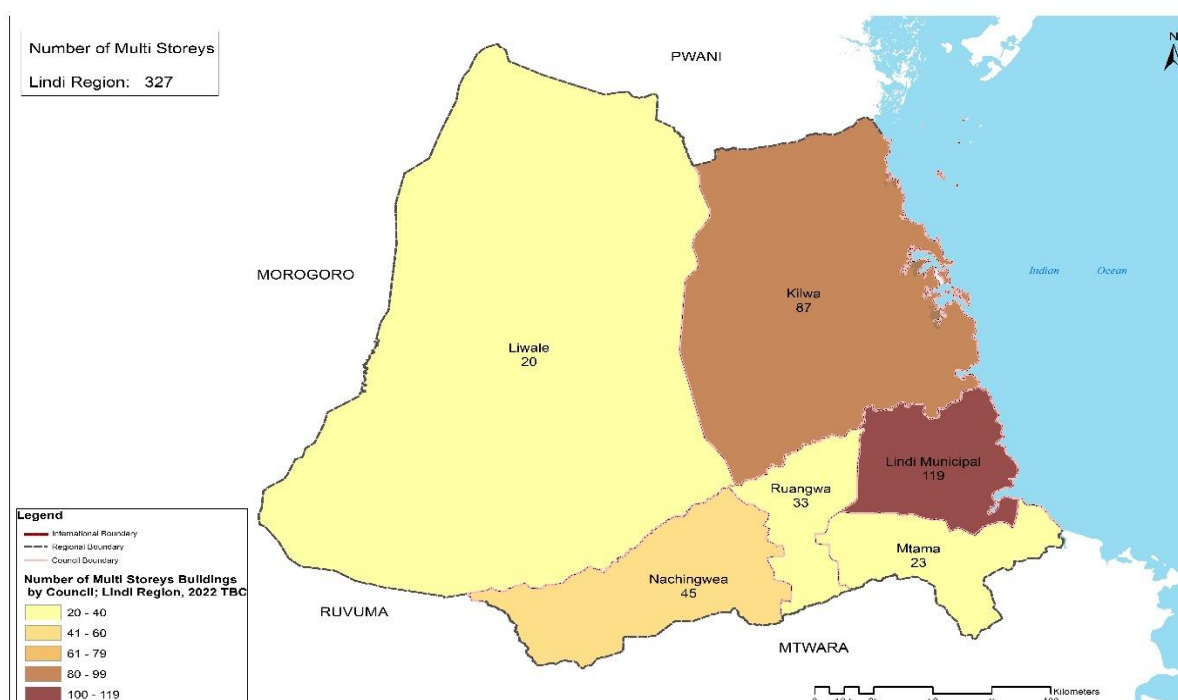 Number of Multi Storeys
Lindi Region: 327
PWANI
N
MOROGORO
Kilwa
87
Indian Ocean
Liwale
20
Lindi Municipal
119
Ruangwa
33
Mtama
23
Nachingwea
45
RUVUMA
MTWARA
Legend
International Boundary
Regional Boundary
Council Boundary
Number of Multi Storeys Buildings
by Council; Lindi Region, 2022 TBC
20 - 40
41 - 60
61 - 79
80 - 99
100 - 119
Kilometers